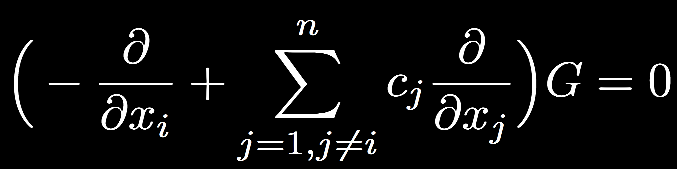 $$\Big( - \frac{\partial}{\partial x_i} + \sum_{j=1, j \neq i}^{n} c_j \frac{\partial}{\partial x_j} \Big) G = 0$$